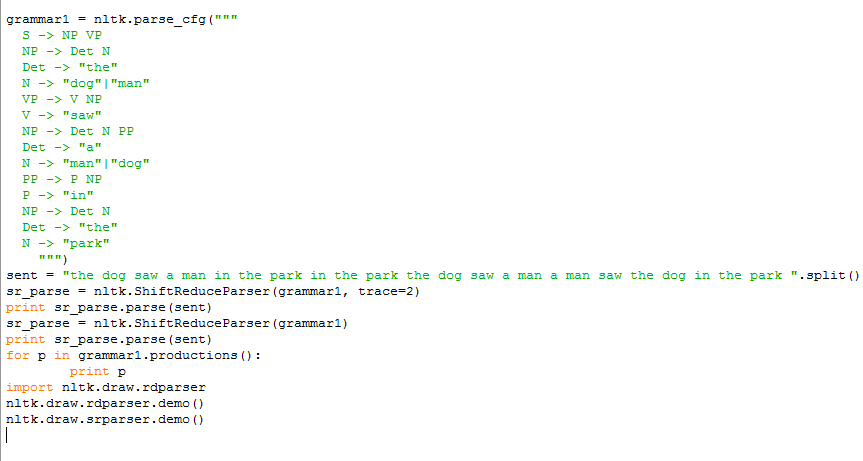 grammar1 = nltk.parse_cfg("""
  S -> NP VP
  NP -> Det N
  Det -> "the"
  N -> "dog"|"man"
  VP -> V NP
  V -> "saw"
  NP -> Det N PP
  Det -> "a"
  N -> "man"|"dog"
  PP -> P NP
  P -> "in"
  NP -> Det N
  Det -> "the"
  N -> "park"
    """)
sent = "the dog saw a man in the park in the park the dog saw a man a man saw the dog in the park ".split()
sr_parse = nltk.ShiftReduceParser(grammar1, trace=2)
print sr_parse.parse(sent)
sr_parse = nltk.ShiftReduceParser(grammar1)
print sr_parse.parse(sent)
for p in grammar1.productions():
        print p
import nltk.draw.rdparser
nltk.draw.rdparser.demo()
nltk.draw.srparser.demo()